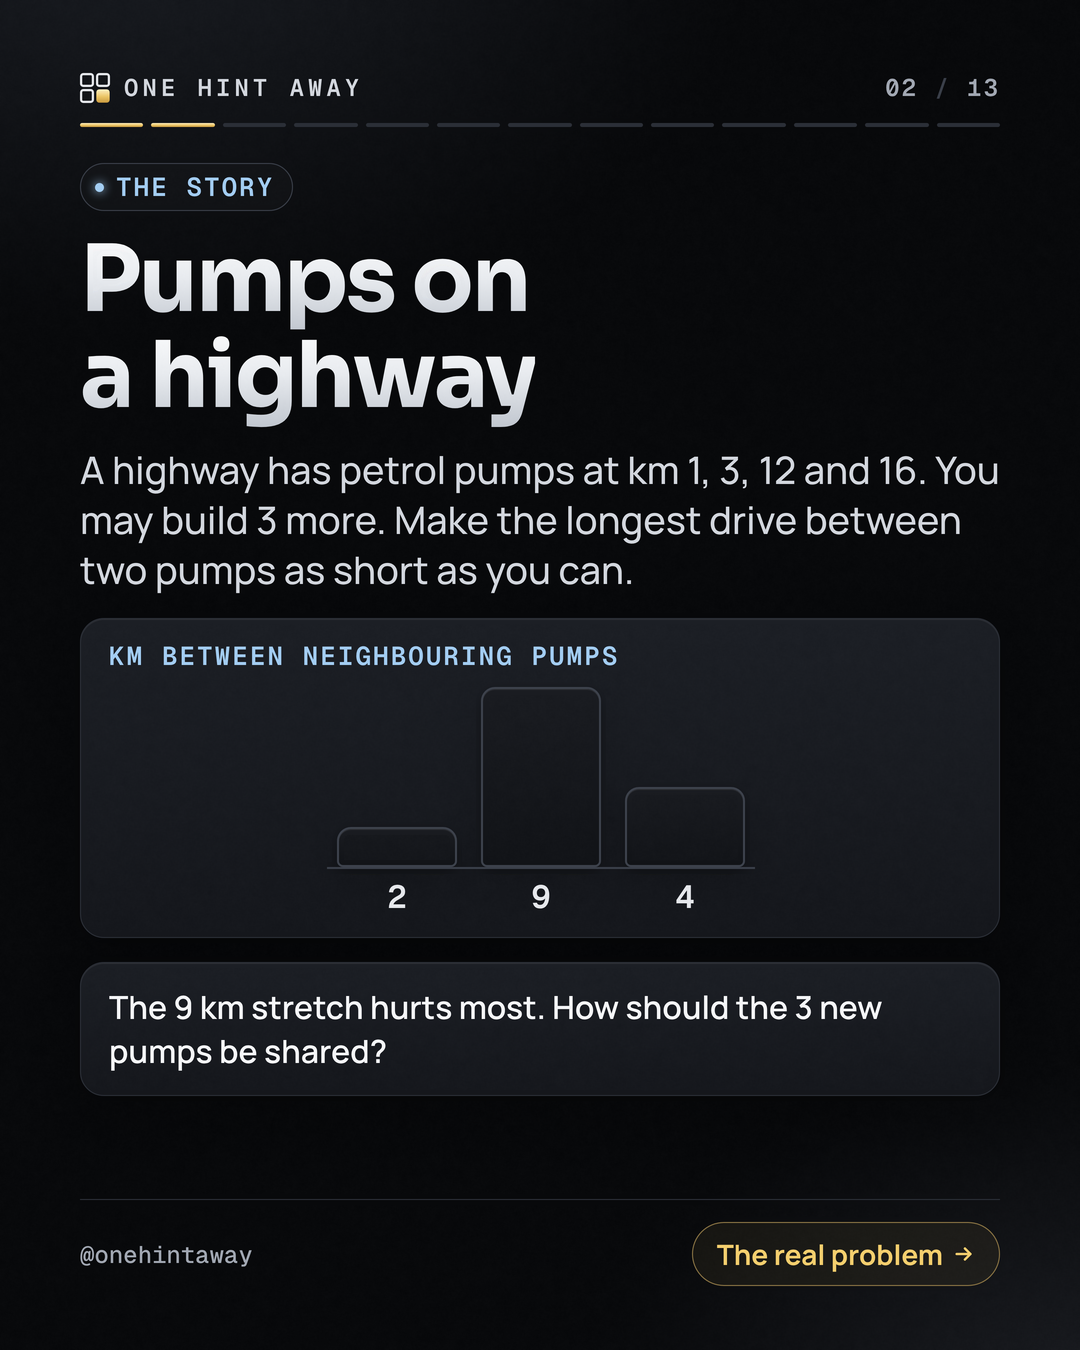 ONE HINT AWAY
02 / 13
THE STORY
Pumps on
a highway
A highway has petrol pumps at km 1, 3, 12 and 16. You
may build 3 more. Make the longest drive between
two pumps as short as you can.
KM BETWEEN NEIGHBOURING PUMPS
2 9 4
The 9 km stretch hurts most. How should the 3 new
pumps be shared?
@onehintaway
The real problem →